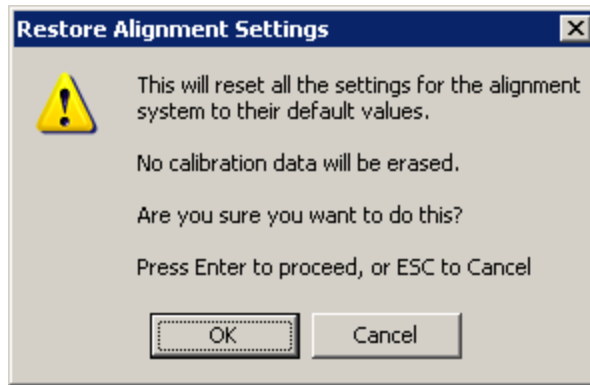 Restore Alignment Settings
This will reset all the settings for the alignment
system to their default values.
No calibration data will be erased.
Are you sure you want to do this?
Press Enter to proceed, or ESC to Cancel
OK
Cancel